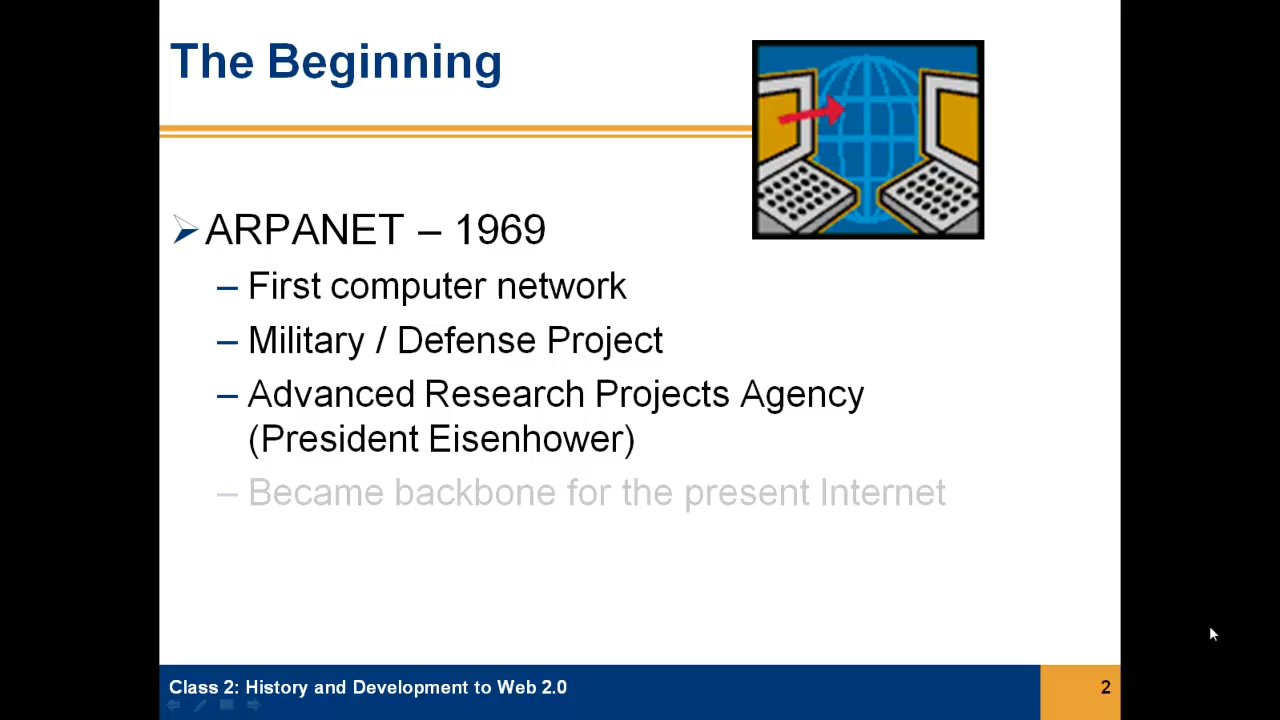 The Beginning
ARPANET – 1969
– First computer network
– Military / Defense Project
– Advanced Research Projects Agency
(President Eisenhower)
– Became backbone for the present Internet
Class 2: History and Development to Web 2.0
2